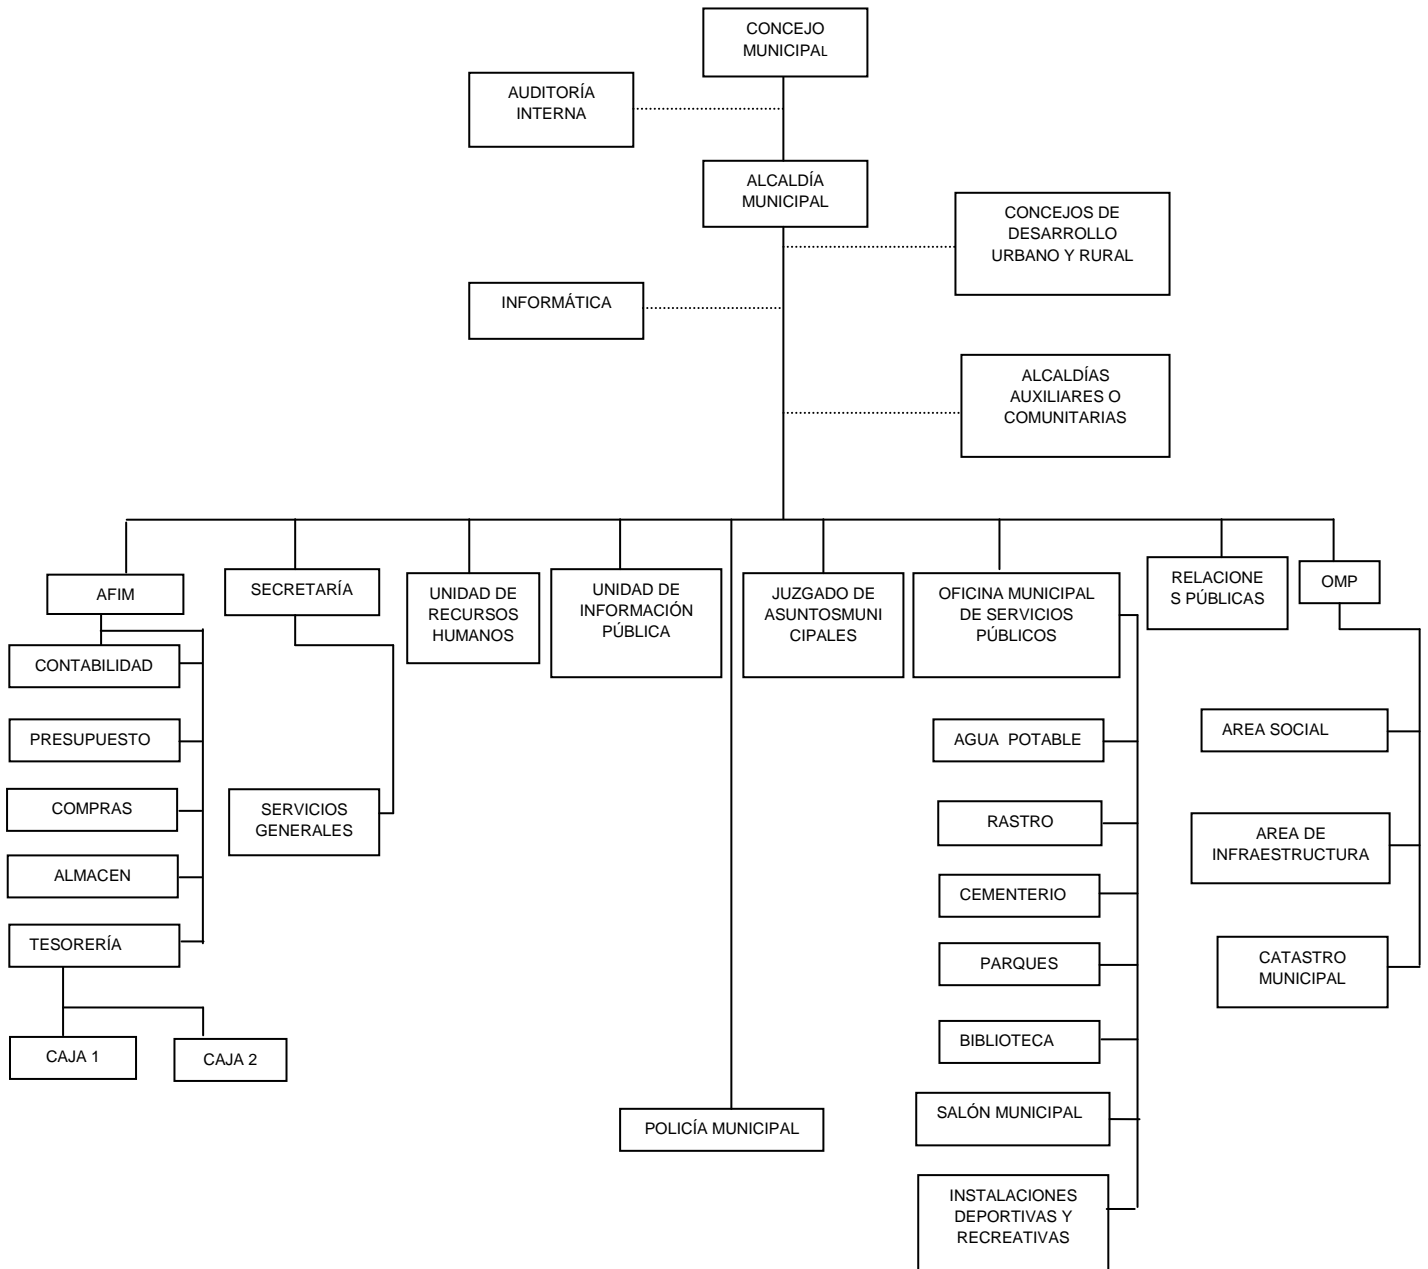 CONCEJO
MUNICIPAL
AUDITORÍA
INTERNA
ALCALDÍA
MUNICIPAL
CONCEJOS DE
DESARROLLO
URBANO Y RURAL
INFORMÁTICA
ALCALDÍAS
AUXILIARES O
COMUNITARIAS
AFIM
SECRETARÍA
UNIDAD DE
RECURSOS
HUMANOS
UNIDAD DE
INFORMACIÓN
PÚBLICA
JUZGADO DE
ASUNTOSMUNI
CIPALES
OFICINA MUNICIPAL
DE SERVICIOS
PÚBLICOS
RELACIONE
S PÚBLICAS
OMP
CONTABILIDAD
PRESUPUESTO
COMPRAS
ALMACEN
TESORERÍA
CAJA 1
CAJA 2
SERVICIOS
GENERALES
POLICÍA MUNICIPAL
AGUA POTABLE
RASTRO
CEMENTERIO
PARQUES
BIBLIOTECA
SALÓN MUNICIPAL
INSTALACIONES
DEPORTIVAS Y
RECREATIVAS
AREA SOCIAL
AREA DE
INFRAESTRUCTURA
CATASTRO
MUNICIPAL